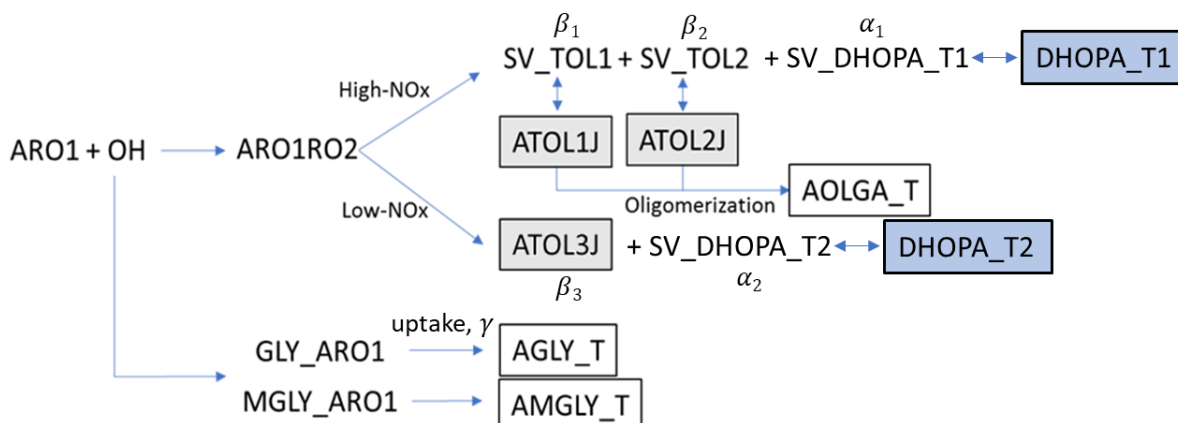 β₁ β₂ α₁
SV_TOL1 + SV_TOL2 + SV_DHOPA_T1 DHOPA_T1
High-NOx
ARO1 + OH ARO1RO2 ATOL1J ATOL2J
AOLGA_T
Low-NOx Oligomerization
ATOL3J + SV_DHOPA_T2 DHOPA_T2
β₃ α₂
uptake, γ
GLY_ARO1 AGLY_T
MGLY_ARO1 AMGLY_T